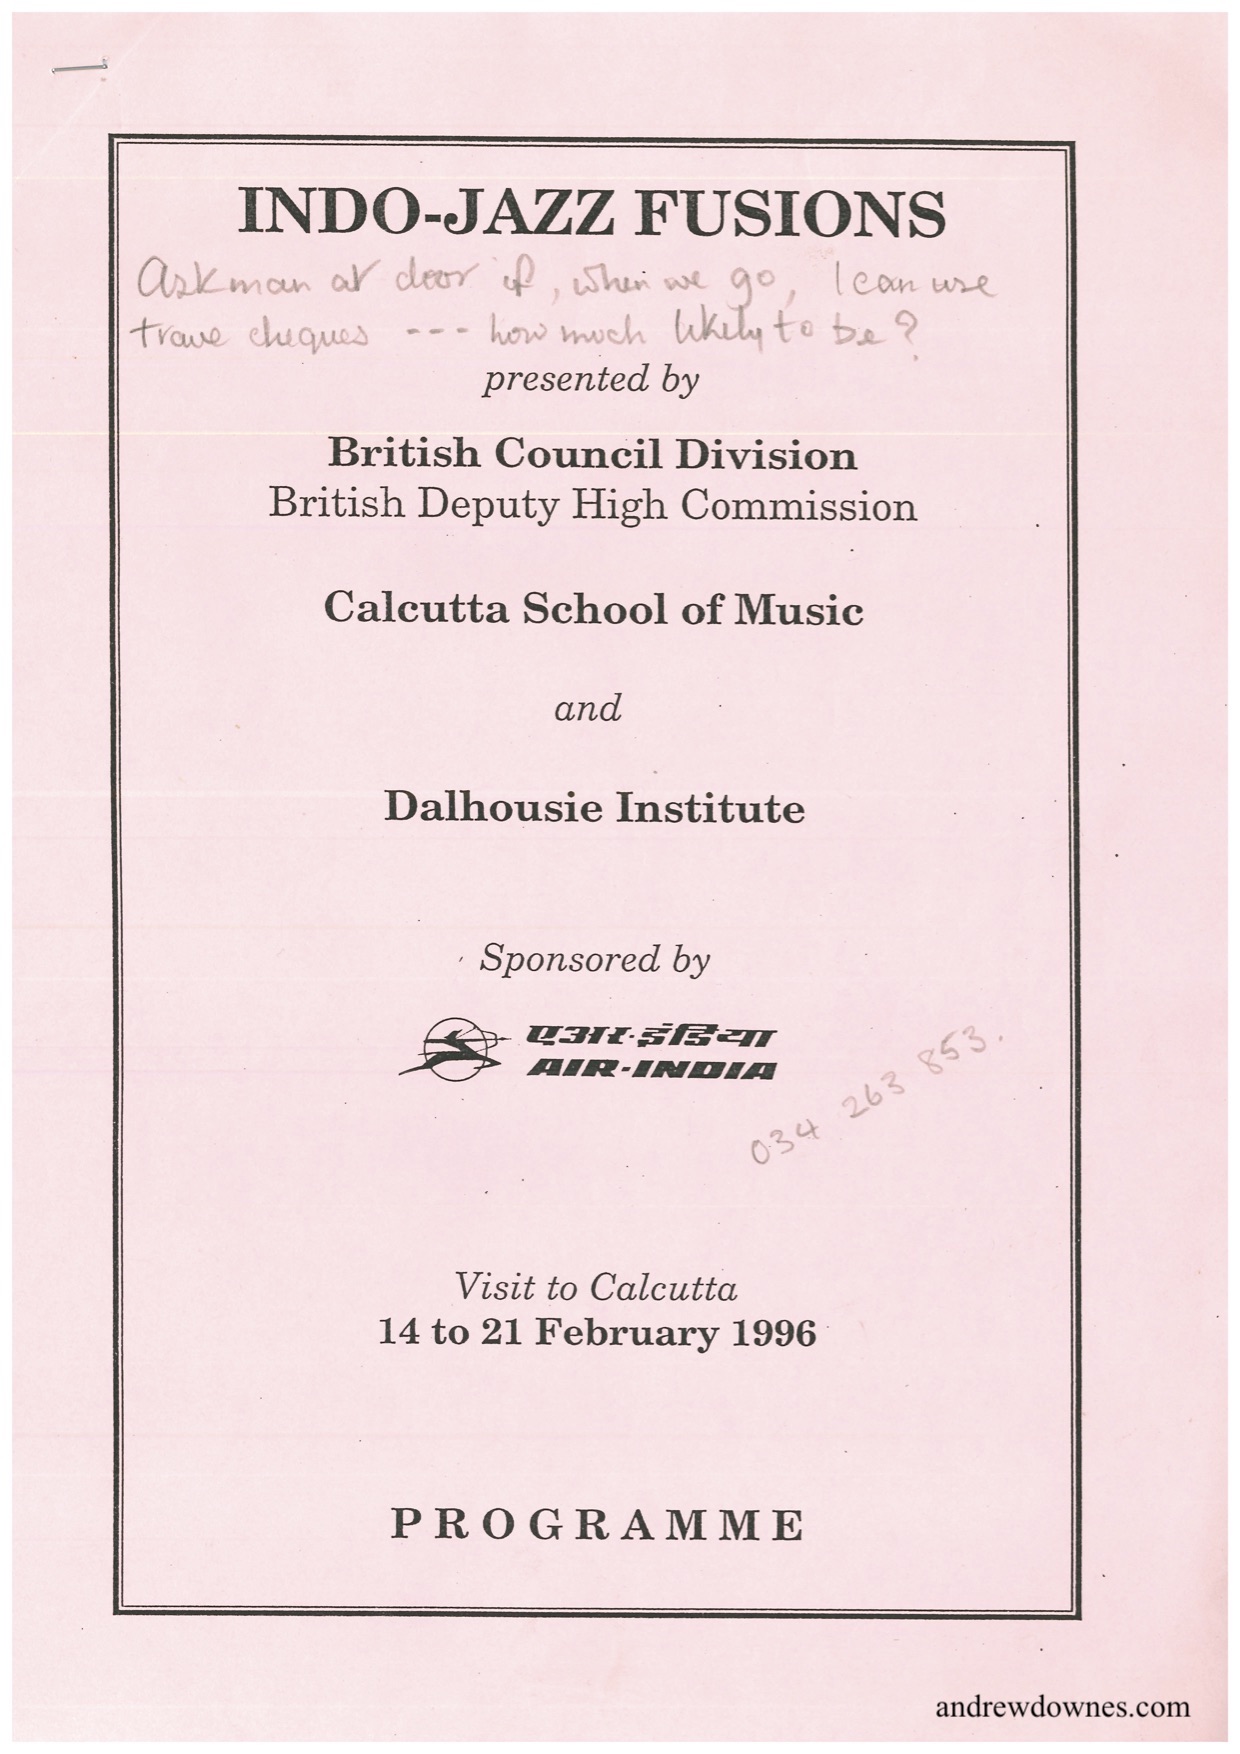 INDO-JAZZ FUSIONS
Ask man at door if, when we go, I can use
trave cheques --- how much likely to be?
presented by
British Council Division
British Deputy High Commission
Calcutta School of Music
and
Dalhousie Institute
Sponsored by
एअर-इंडिया
AIR-INDIA
034 263 853.
Visit to Calcutta
14 to 21 February 1996
PROGRAMME
andrewdownes.com